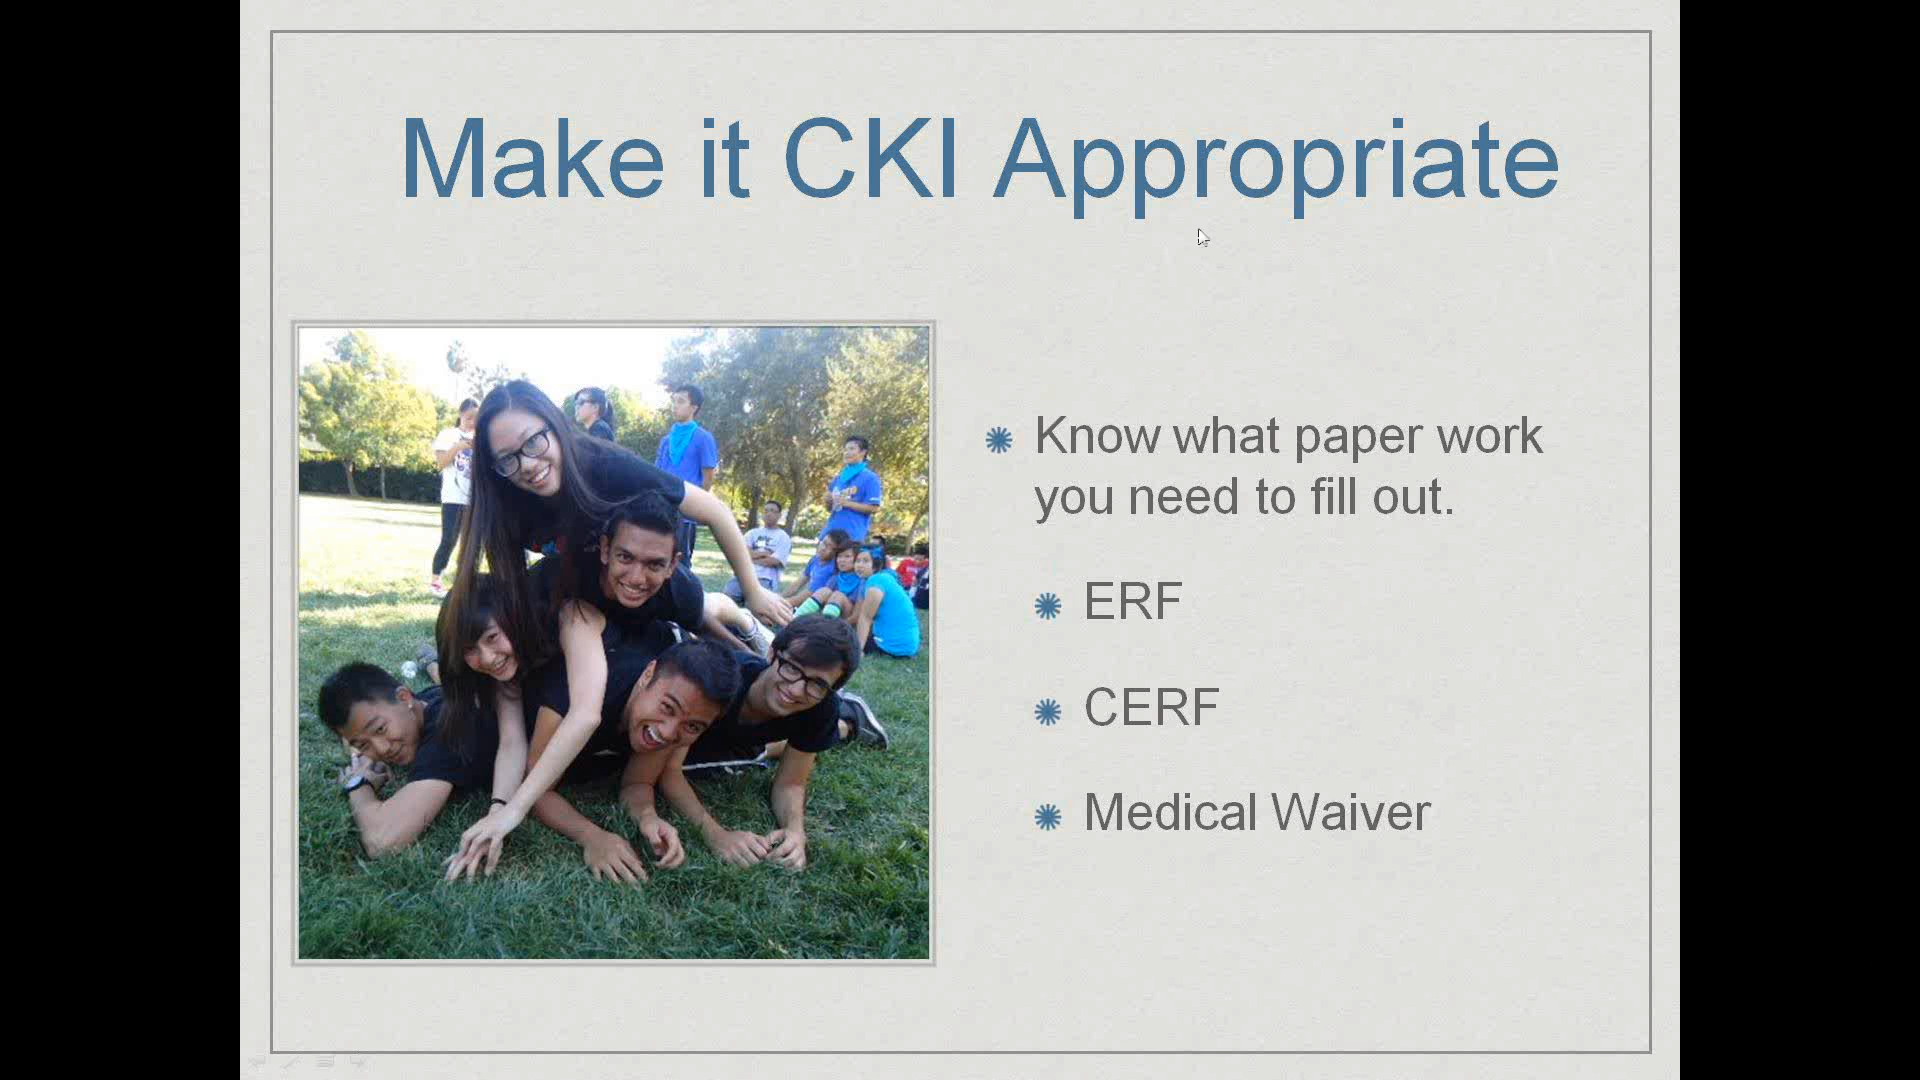 Make it CKI Appropriate
Know what paper work
you need to fill out.
ERF
CERF
Medical Waiver